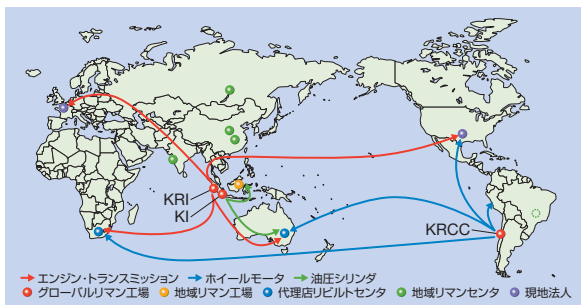 KRI
KI
KRCC
エンジン・トランスミッション ホイールモータ 油圧シリンダ
グローバルリマン工場 地域リマン工場 代理店リビルトセンタ 地域リマンセンタ 現地法人